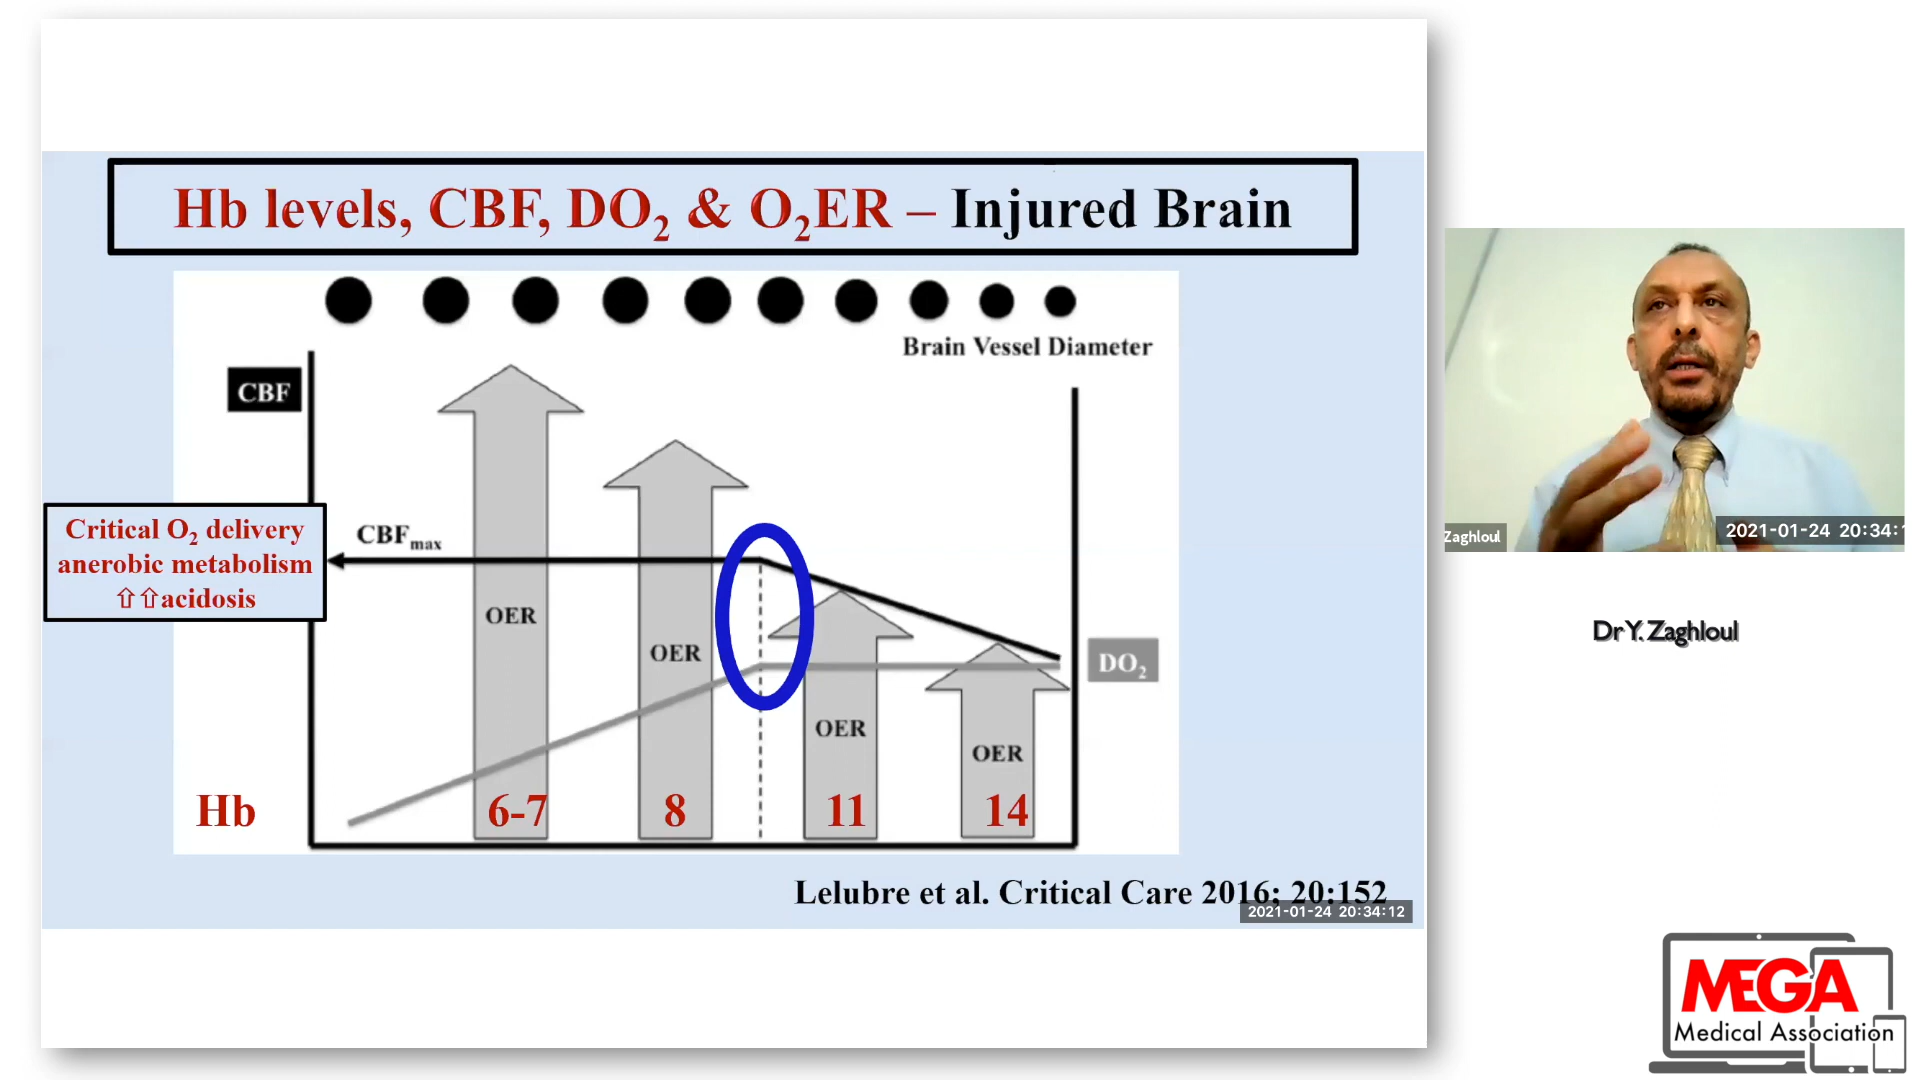 Hb levels, CBF, DO₂ & O₂ER – Injured Brain
Brain Vessel Diameter
CBF
Critical O₂ delivery
anerobic metabolism
⇧⇧acidosis
CBFmax
OER
OER
OER
OER
DO₂
Hb
6-7
8
11
14
Lelubre et al. Critical Care 2016; 20:152
2021-01-24 20:34:12
Zaghloul
2021-01-24 20:34:1
Dr Y. Zaghloul
MEGA
Medical Association